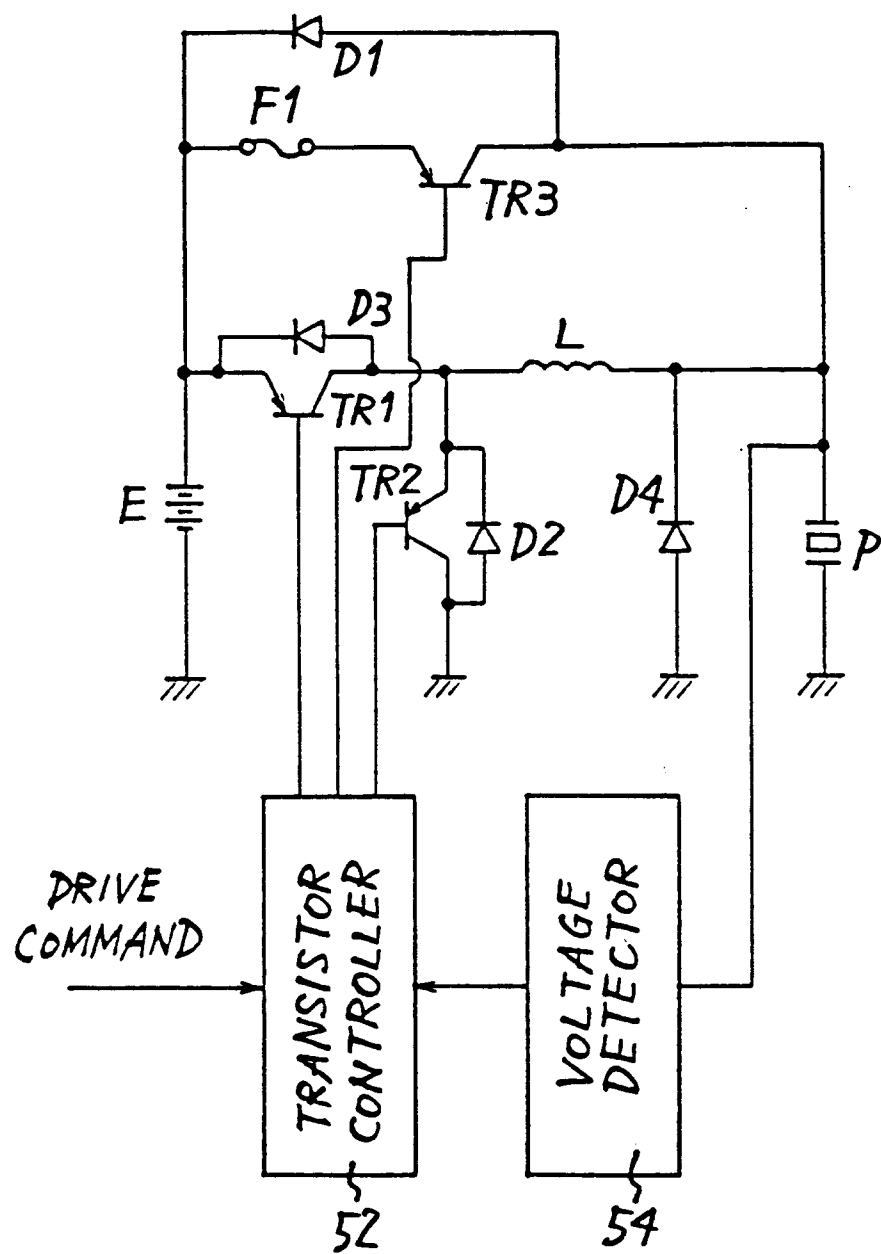 D1
F1
TR3
D3
L
TR1
TR2
E
D2
D4
P
DRIVE
COMMAND
TRANSISTOR
CONTROLLER
VOLTAGE
DETECTOR
52
54